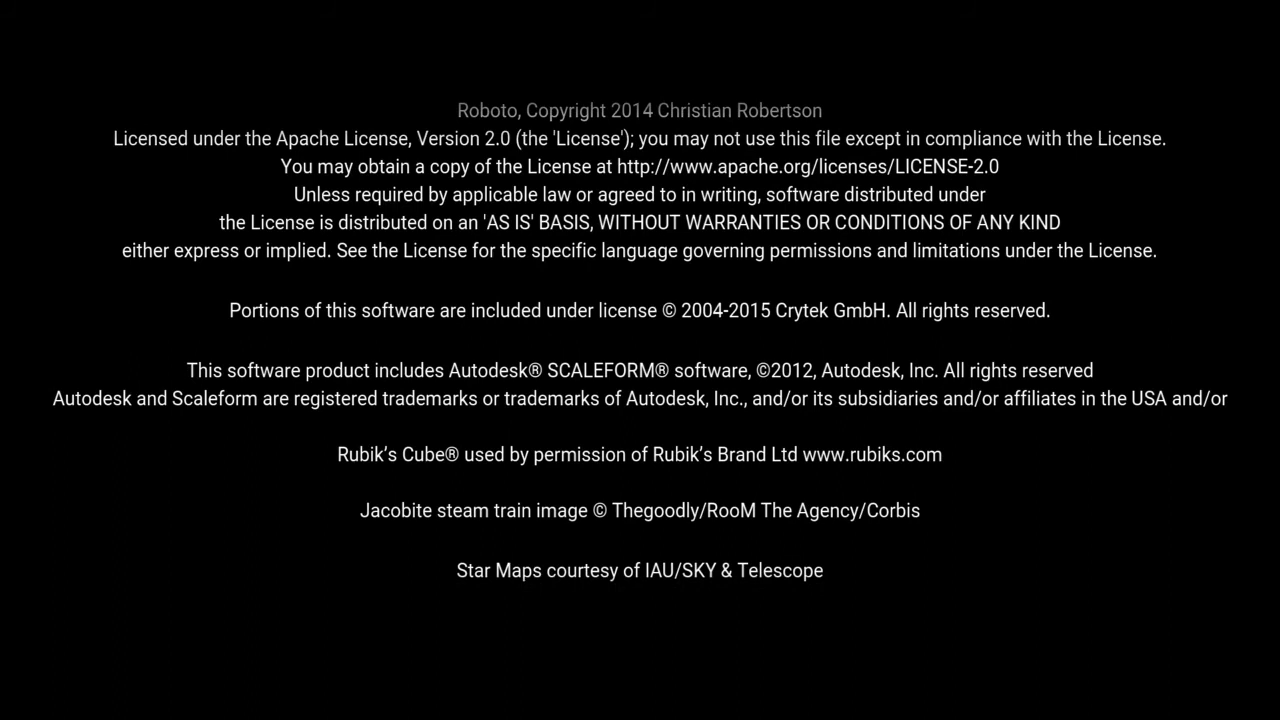 Roboto, Copyright 2014 Christian Robertson
Licensed under the Apache License, Version 2.0 (the 'License'); you may not use this file except in compliance with the License.
You may obtain a copy of the License at http://www.apache.org/licenses/LICENSE-2.0
Unless required by applicable law or agreed to in writing, software distributed under
the License is distributed on an 'AS IS' BASIS, WITHOUT WARRANTIES OR CONDITIONS OF ANY KIND
either express or implied. See the License for the specific language governing permissions and limitations under the License.
Portions of this software are included under license © 2004-2015 Crytek GmbH. All rights reserved.
This software product includes Autodesk® SCALEFORM® software, ©2012, Autodesk, Inc. All rights reserved
Autodesk and Scaleform are registered trademarks or trademarks of Autodesk, Inc., and/or its subsidiaries and/or affiliates in the USA and/or
Rubik’s Cube® used by permission of Rubik’s Brand Ltd www.rubiks.com
Jacobite steam train image © Thegoodly/RooM The Agency/Corbis
Star Maps courtesy of IAU/SKY & Telescope